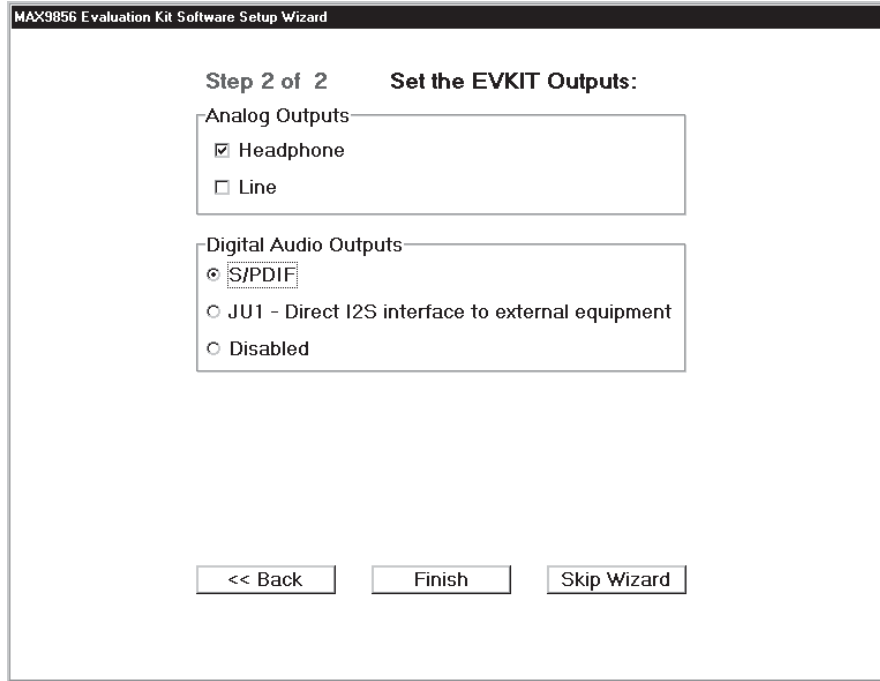 MAX9856 Evaluation Kit Software Setup Wizard
Step 2 of 2 Set the EVKIT Outputs:
Analog Outputs
Headphone
Line
Digital Audio Outputs
S/PDIF
JU1 - Direct I2S interface to external equipment
Disabled
<< Back Finish Skip Wizard